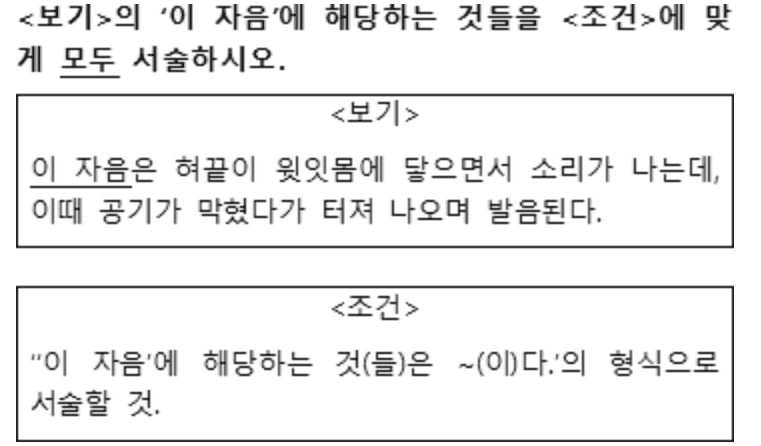 <보기>의 ‘이 자음’에 해당하는 것들을 <조건>에 맞
게 모두 서술하시오.
<보기>
이 자음은 혀끝이 윗잇몸에 닿으면서 소리가 나는데,
이때 공기가 막혔다가 터져 나오며 발음된다.
<조건>
“이 자음’에 해당하는 것(들)은 ~(이)다.’의 형식으로
서술할 것.